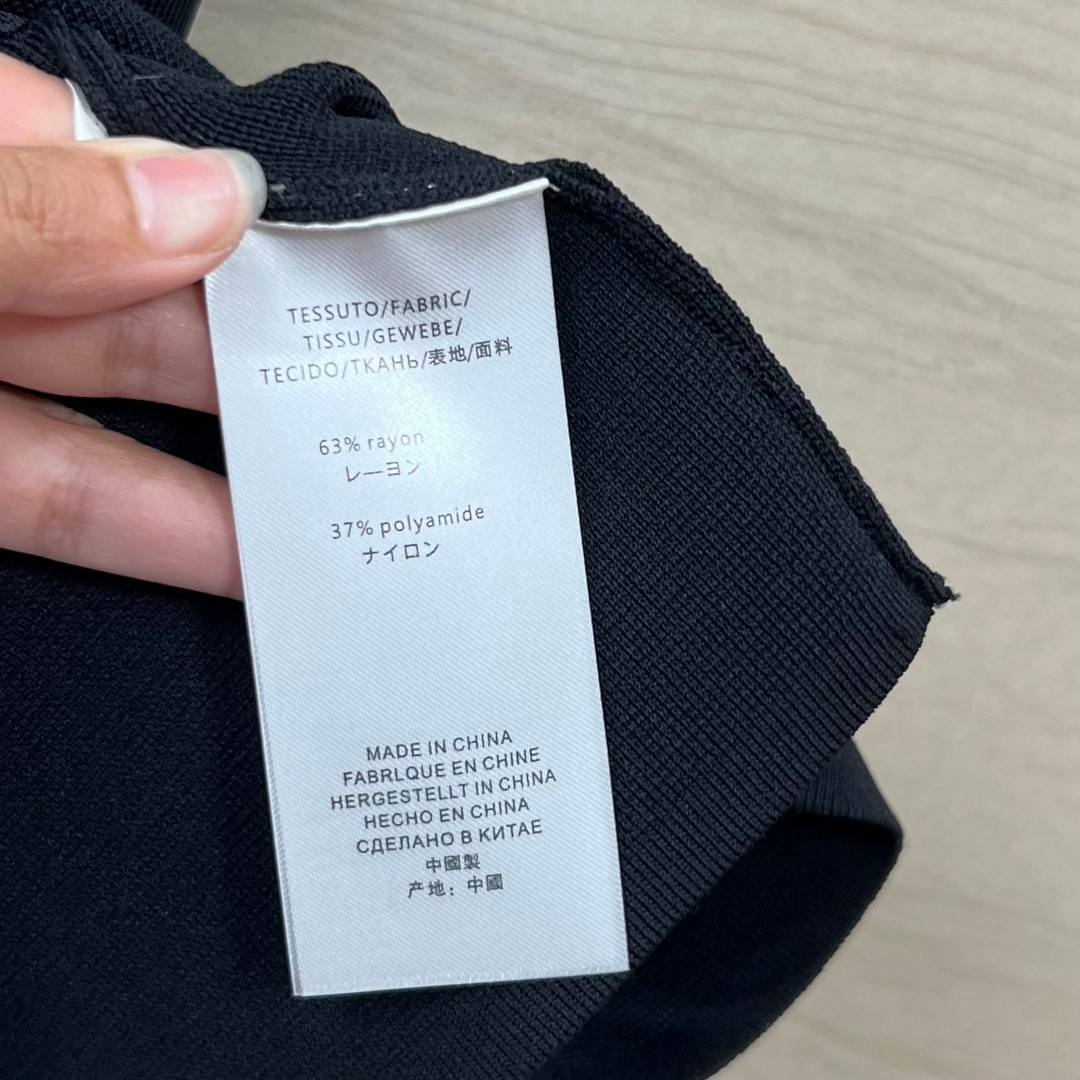 TESSUTO/FABRIC/
TISSU/GEWEBE/
TECIDO/ТКАНЬ/表地/面料
63% rayon
レーヨン
37% polyamide
ナイロン
MADE IN CHINA
FABRLQUE EN CHINE
HERGESTELLT IN CHINA
HECHO EN CHINA
СДЕЛАНО В КИТАЕ
中國製
产地：中國